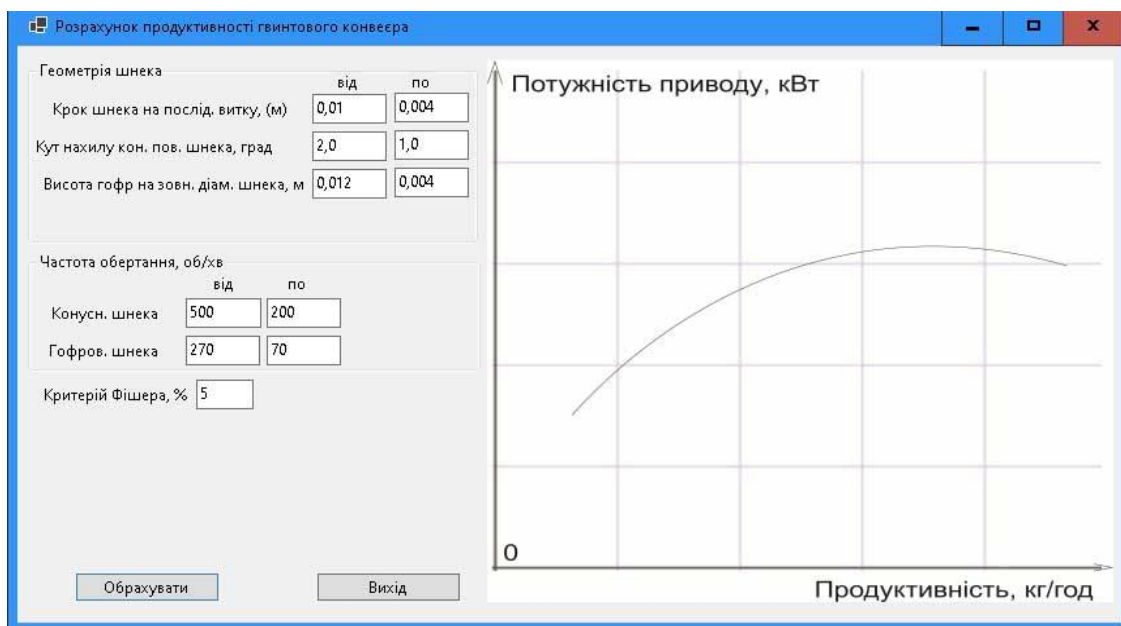 Розрахунок продуктивності гвинтового конвеєра
Геометрія шнека
від по
Крок шнека на послід. витку, (м) 0,01 0,004
Кут нахилу кон. пов. шнека, град 2,0 1,0
Висота гофр на зовн. діам. шнека, м 0,012 0,004
Частота обертання, об/хв
від по
Конусн. шнека 500 200
Гофров. шнека 270 70
Критерій Фішера, % 5
Обрахувати Вихід
Потужність приводу, кВт
0
Продуктивність, кг/год